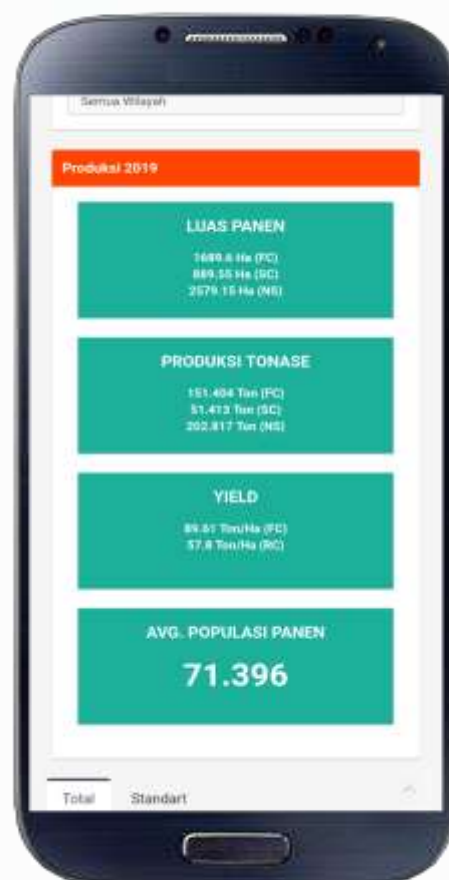 Semua Wilayah
Produksi 2019
LUAS PANEN
1689.6 Ha (FC)
889.55 Ha (SC)
2579.15 Ha (NS)
PRODUKSI TONASE
151.404 Ton (FC)
51.413 Ton (SC)
202.817 Ton (NS)
YIELD
89.61 Ton/Ha (FC)
57.8 Ton/Ha (RC)
AVG. POPULASI PANEN
71.396
Total Standart